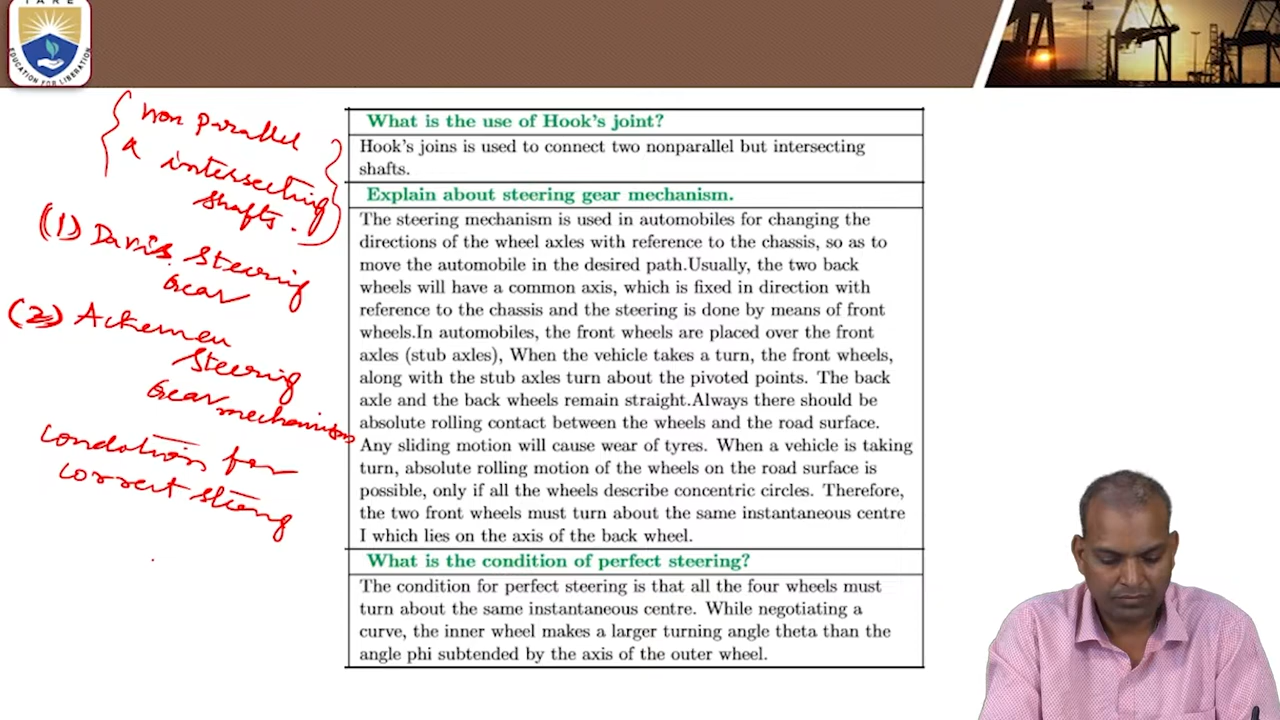 TARE
EDUCATION FOR LIBERATION
non parallel
a intersecting
shafts.
(1) Davis Steering
Gear
(2) Ackermen
Steering
Gear mechanism
condation for
correct string
What is the use of Hook's joint?
Hook's joins is used to connect two nonparallel but intersecting
shafts.
Explain about steering gear mechanism.
The steering mechanism is used in automobiles for changing the
directions of the wheel axles with reference to the chassis, so as to
move the automobile in the desired path.Usually, the two back
wheels will have a common axis, which is fixed in direction with
reference to the chassis and the steering is done by means of front
wheels.In automobiles, the front wheels are placed over the front
axles (stub axles), When the vehicle takes a turn, the front wheels,
along with the stub axles turn about the pivoted points. The back
axle and the back wheels remain straight.Always there should be
absolute rolling contact between the wheels and the road surface.
Any sliding motion will cause wear of tyres. When a vehicle is taking
turn, absolute rolling motion of the wheels on the road surface is
possible, only if all the wheels describe concentric circles. Therefore,
the two front wheels must turn about the same instantaneous centre
I which lies on the axis of the back wheel.
What is the condition of perfect steering?
The condition for perfect steering is that all the four wheels must
turn about the same instantaneous centre. While negotiating a
curve, the inner wheel makes a larger turning angle theta than the
angle phi subtended by the axis of the outer wheel.